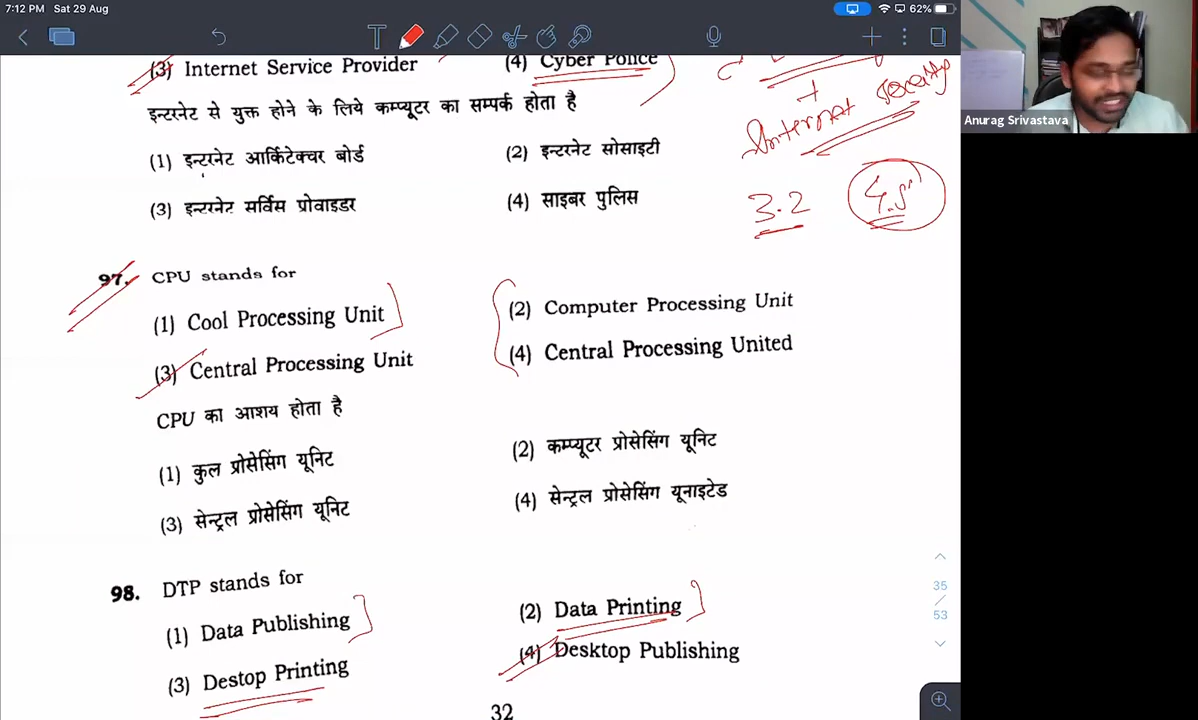 7:12 PM Sat 29 Aug
62%
Anurag Srivastava
(3) Internet Service Provider
(4) Cyber Police
इन्टरनेट से युक्त होने के लिये कम्प्यूटर का सम्पर्क होता है
(1) इन्टरनेट आर्किटेक्चर बोर्ड
(2) इन्टरनेट सोसाइटी
(3) इन्टरनेट सर्विस प्रोवाइडर
(4) साइबर पुलिस
+
Internet
3.2
97. CPU stands for
(1) Cool Processing Unit
(2) Computer Processing Unit
(3) Central Processing Unit
(4) Central Processing United
CPU का आशय होता है
(1) कुल प्रोसेसिंग यूनिट
(2) कम्प्यूटर प्रोसेसिंग यूनिट
(3) सेन्ट्रल प्रोसेसिंग यूनिट
(4) सेन्ट्रल प्रोसेसिंग यूनाइटेड
98. DTP stands for
(1) Data Publishing
(2) Data Printing
(3) Destop Printing
(4) Desktop Publishing
32
35
/
53